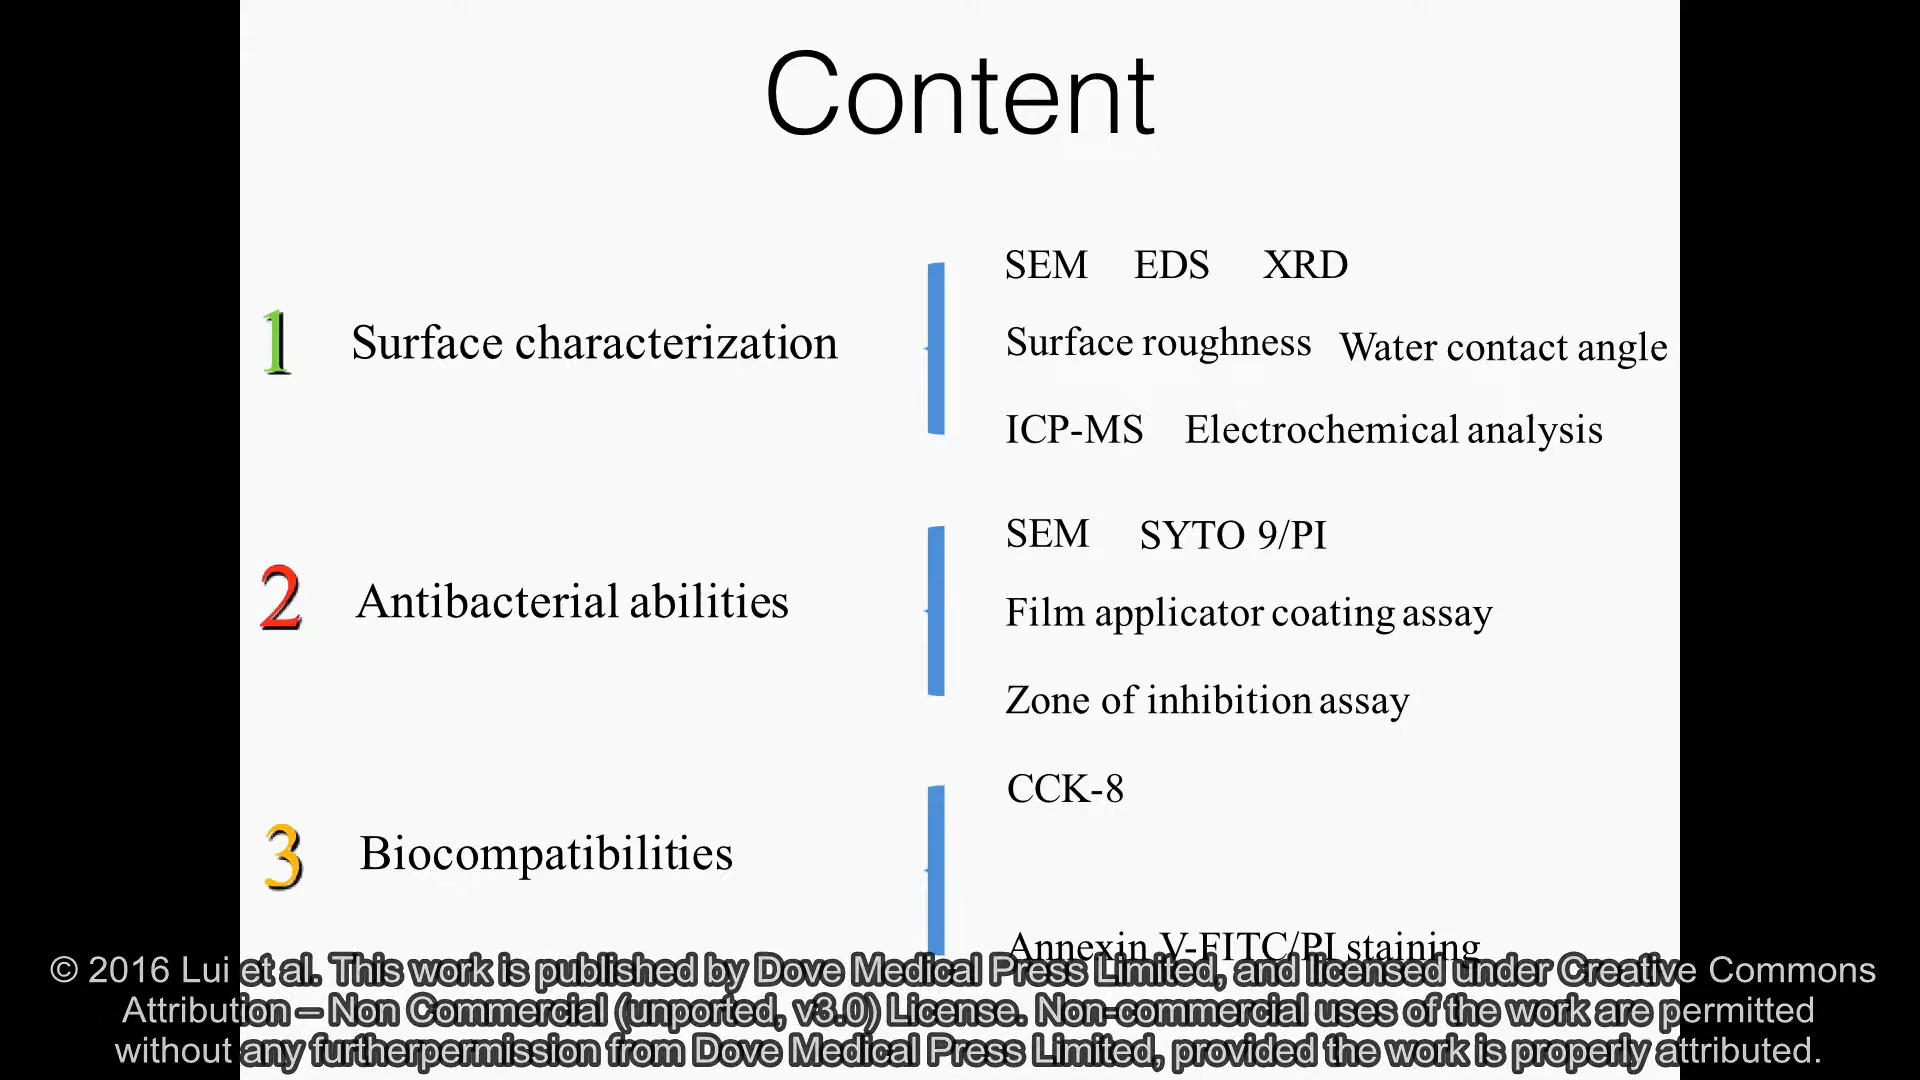 Content
1 Surface characterization
SEM EDS XRD
Surface roughness Water contact angle
ICP-MS Electrochemical analysis
2 Antibacterial abilities
SEM SYTO 9/PI
Film applicator coating assay
Zone of inhibition assay
3 Biocompatibilities
CCK-8
Annexin V-FITC/PI staining
© 2016 Lui et al. This work is published by Dove Medical Press Limited, and licensed under Creative Commons
Attribution – Non Commercial (unported, v3.0) License. Non-commercial uses of the work are permitted
without any furtherpermission from Dove Medical Press Limited, provided the work is properly attributed.